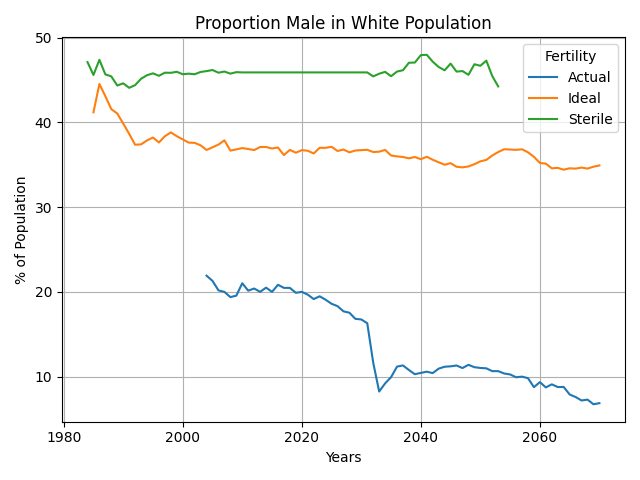 Proportion Male in White Population
% of Population
50
40
30
20
10
Fertility
Actual
Ideal
Sterile
1980
2000
2020
2040
2060
Years